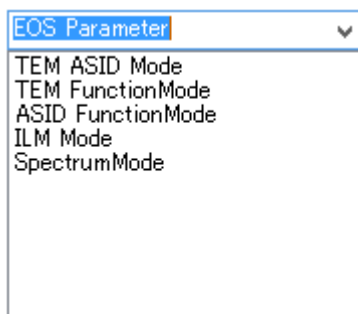 EOS Parameter
TEM ASID Mode
TEM FunctionMode
ASID FunctionMode
ILM Mode
SpectrumMode